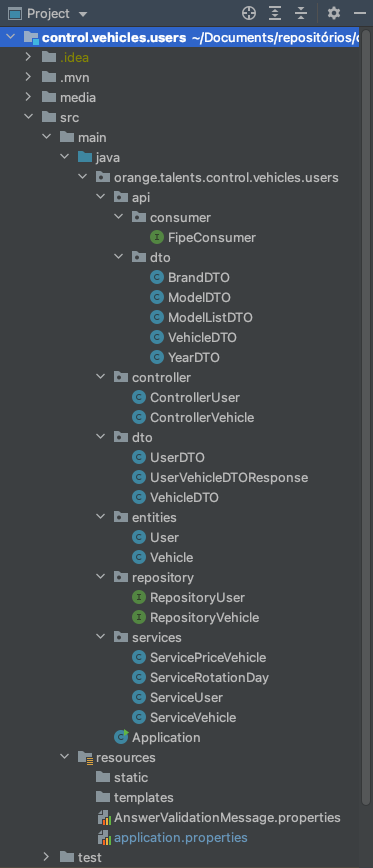 Project
control.vehicles.users ~/Documents/repositórios/
.idea
.mvn
media
src
main
java
orange.talents.control.vehicles.users
api
consumer
I FipeConsumer
dto
C BrandDTO
C ModelDTO
C ModelListDTO
C VehicleDTO
C YearDTO
controller
C ControllerUser
C ControllerVehicle
dto
C UserDTO
C UserVehicleDTOResponse
C VehicleDTO
entities
C User
C Vehicle
repository
I RepositoryUser
I RepositoryVehicle
services
C ServicePriceVehicle
C ServiceRotationDay
C ServiceUser
C ServiceVehicle
C Application
resources
static
templates
AnswerValidationMessage.properties
application.properties
test